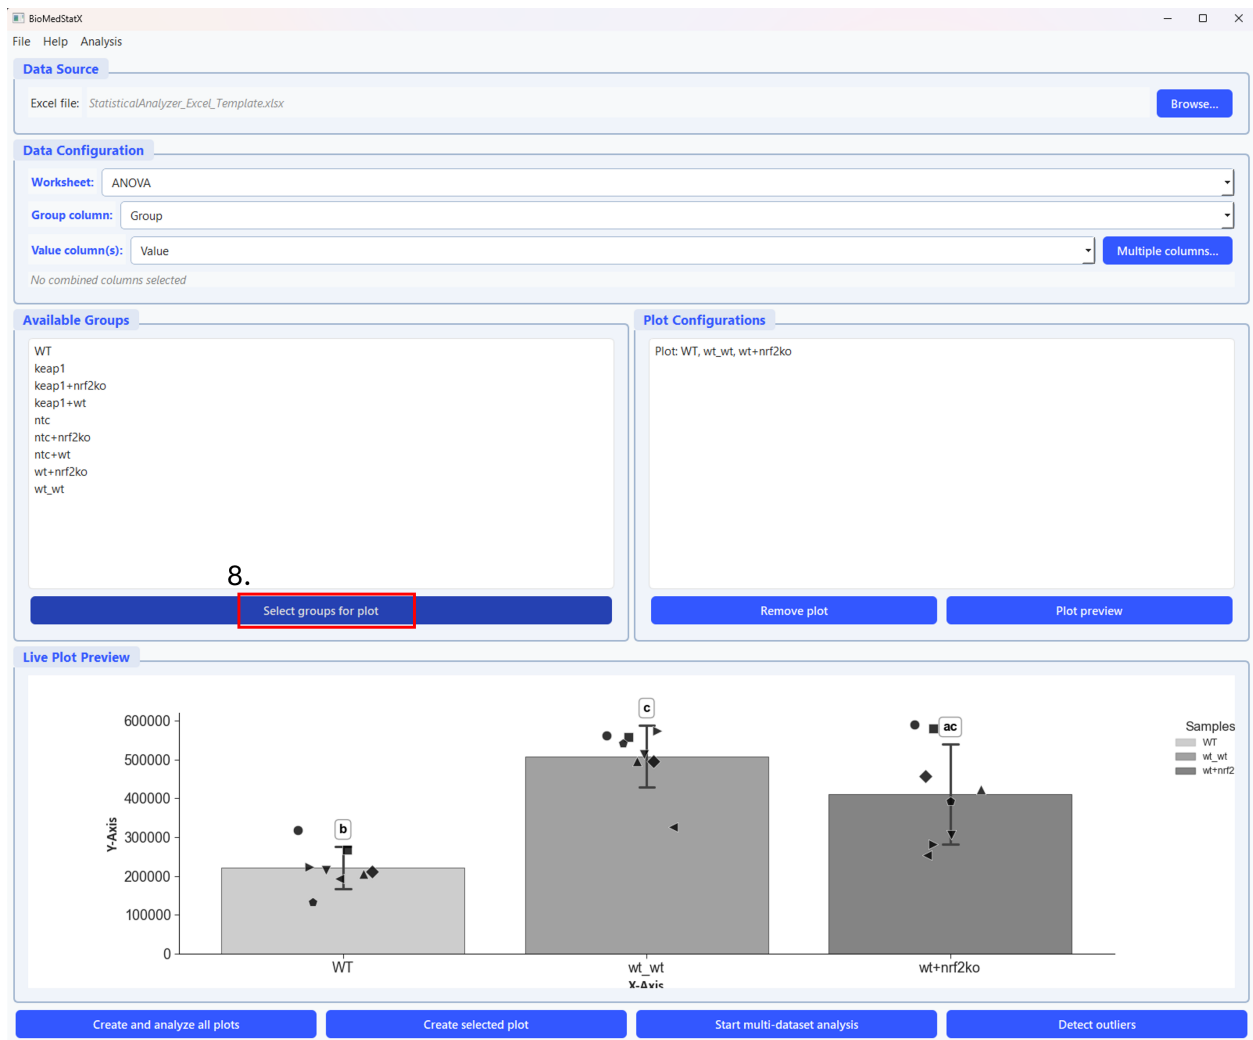 BioMedStatX
File Help Analysis
Data Source
Excel file: StatisticalAnalyzer_Excel_Template.xlsx
Browse...
Data Configuration
Worksheet: ANOVA
Group column: Group
Value column(s): Value
Multiple columns...
No combined columns selected
Available Groups
WT
keap1
keap1+nrf2ko
keap1+wt
ntc
ntc+nrf2ko
ntc+wt
wt+nrf2ko
wt_wt
8.
Select groups for plot
Plot Configurations
Plot: WT, wt_wt, wt+nrf2ko
Remove plot
Plot preview
Live Plot Preview
Y-Axis
600000
500000
400000
300000
200000
100000
0
b
c
ac
WT
wt_wt
wt+nrf2ko
X-Axis
Samples
WT
wt_wt
wt+nrf2
Create and analyze all plots
Create selected plot
Start multi-dataset analysis
Detect outliers